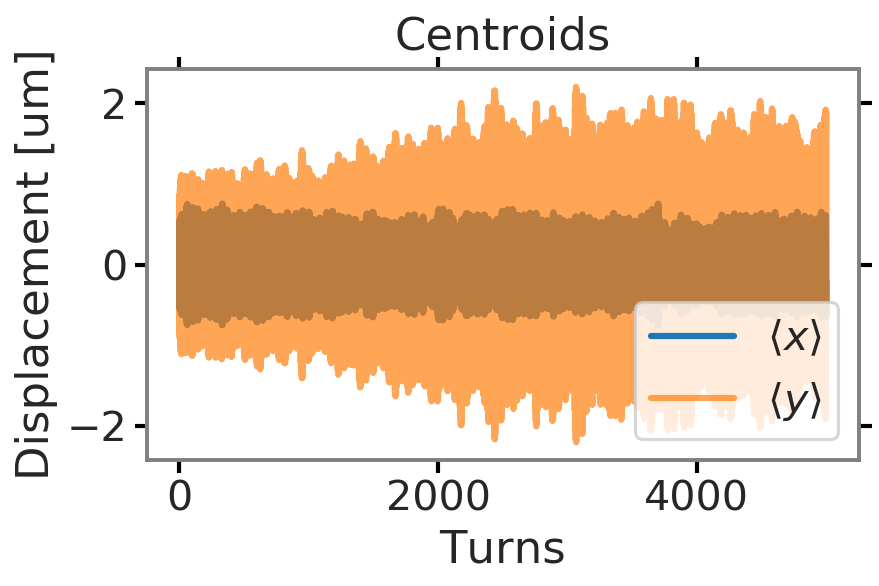 Centroids
Displacement [um]
2
0
−2
⟨x⟩
⟨y⟩
0 2000 4000
Turns